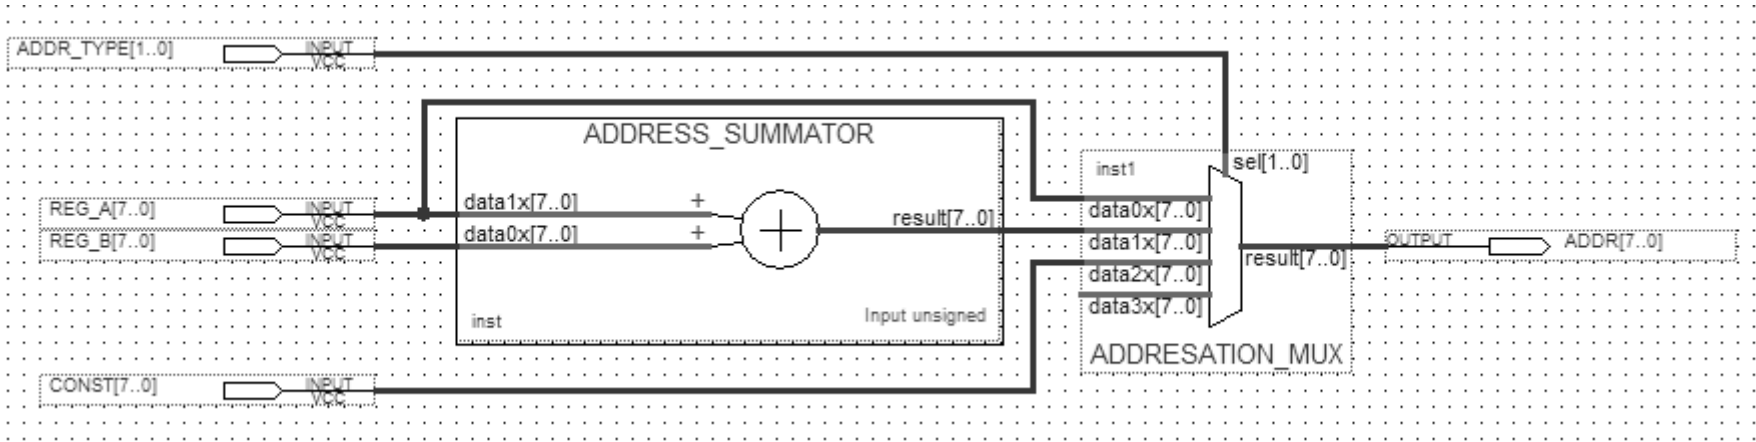 ADDR_TYPE[1..0]
INPUT
VCC
ADDRESS_SUMMATOR
sel[1..0]
inst1
REG_A[7..0]
INPUT
VCC
data1x[7..0]
+
result[7..0]
data0x[7..0]
REG_B[7..0]
INPUT
VCC
data0x[7..0]
+
data1x[7..0]
OUTPUT
ADDR[7..0]
result[7..0]
data2x[7..0]
data3x[7..0]
inst
Input unsigned
ADDRESATION_MUX
CONST[7..0]
INPUT
VCC